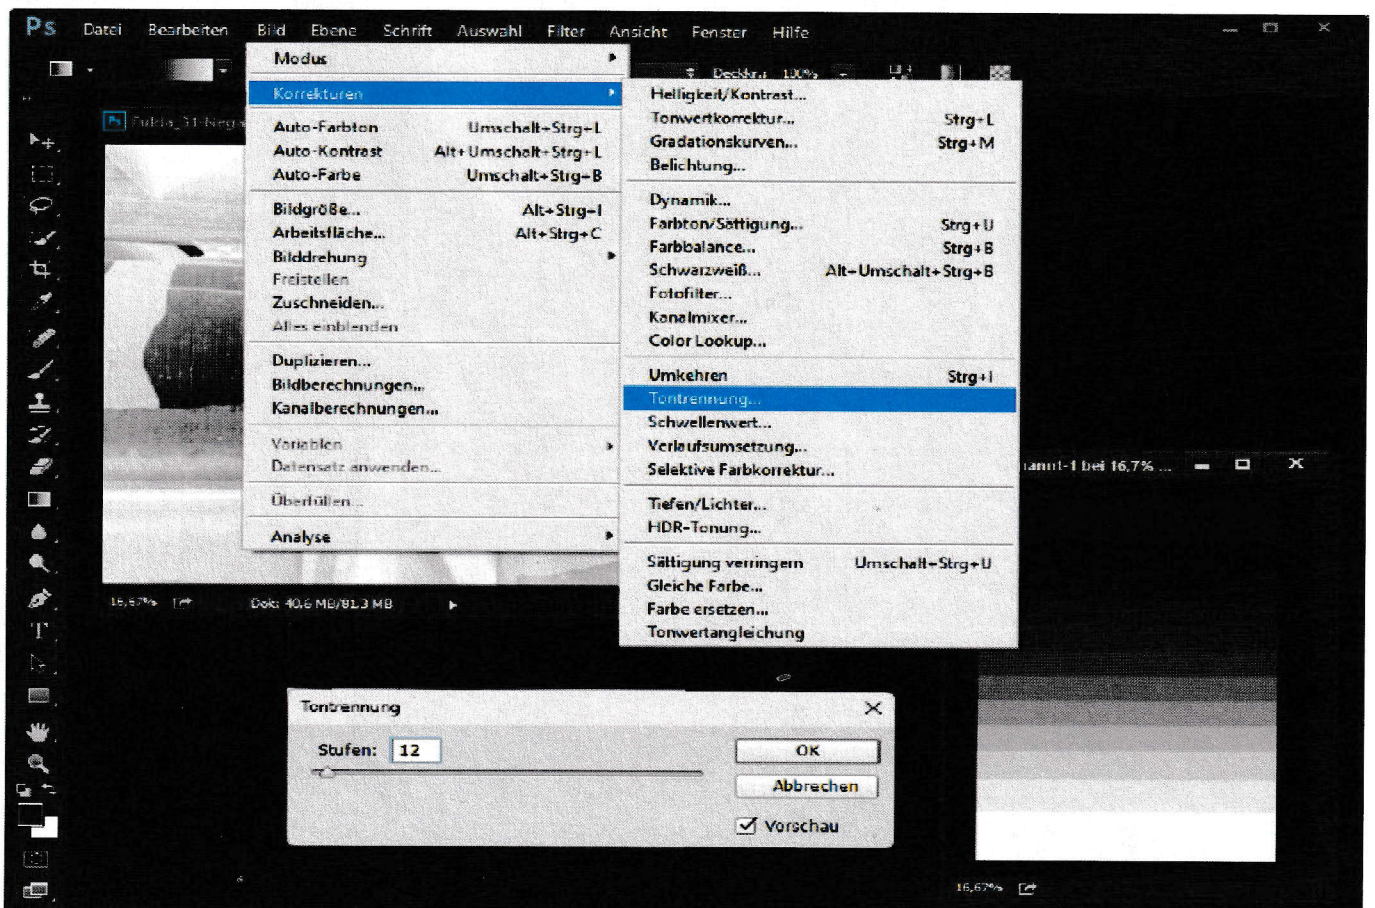 Ps Datei Bearbeiten Bild Ebene Schrift Auswahl Filter Ansicht Fenster Hilfe
Modus
Korrekturen
Auto-Farbton Umschalt+Strg+L
Auto-Kontrast Alt+Umschalt+Strg+L
Auto-Farbe Umschalt+Strg+B
Bildgröße... Alt+Strg+I
Arbeitsfläche... Alt+Strg+C
Bilddrehung
Freistellen
Zuschneiden...
Alles einblenden
Duplizieren...
Bildberechnungen...
Kanalberechnungen...
Variablen
Datensatz anwenden...
Überfüllen...
Analyse
Deckkr.: 100%
Helligkeit/Kontrast...
Tonwertkorrektur... Strg+L
Gradationskurven... Strg+M
Belichtung...
Dynamik...
Farbton/Sättigung... Strg+U
Farbbalance... Strg+B
Schwarzweiß... Alt+Umschalt+Strg+B
Fotofilter...
Kanalmixer...
Color Lookup...
Umkehren Strg+I
Tontrennung...
Schwellenwert...
Verlaufsumsetzung...
Selektive Farbkorrektur...
Tiefen/Lichter...
HDR-Tonung...
Sättigung verringern Umschalt+Strg+U
Gleiche Farbe...
Farbe ersetzen...
Tonwertangleichung
nannt-1 bei 16,7% ...
16,67% Dok: 40,6 MB/81,3 MB
Tontrennung
Stufen: 12
OK
Abbrechen
Vorschau
16,67%